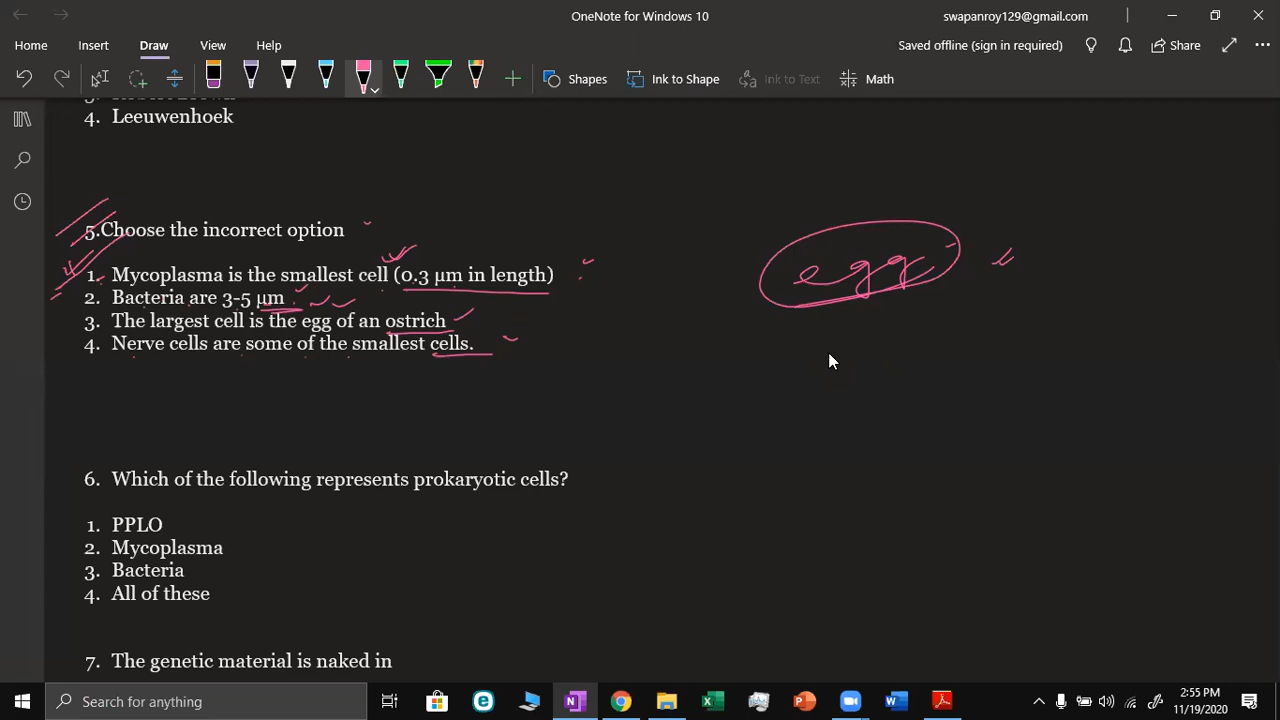 OneNote for Windows 10
swapanroy129@gmail.com
Home Insert Draw View Help
Saved offline (sign in required)
Share
Shapes
Ink to Shape
Ink to Text
Math
4. Leeuwenhoek
5.Choose the incorrect option
1. Mycoplasma is the smallest cell (0.3 μm in length)
2. Bacteria are 3-5 μm
3. The largest cell is the egg of an ostrich
4. Nerve cells are some of the smallest cells.
egg
6. Which of the following represents prokaryotic cells?
1. PPLO
2. Mycoplasma
3. Bacteria
4. All of these
7. The genetic material is naked in
Search for anything
2:55 PM
11/19/2020